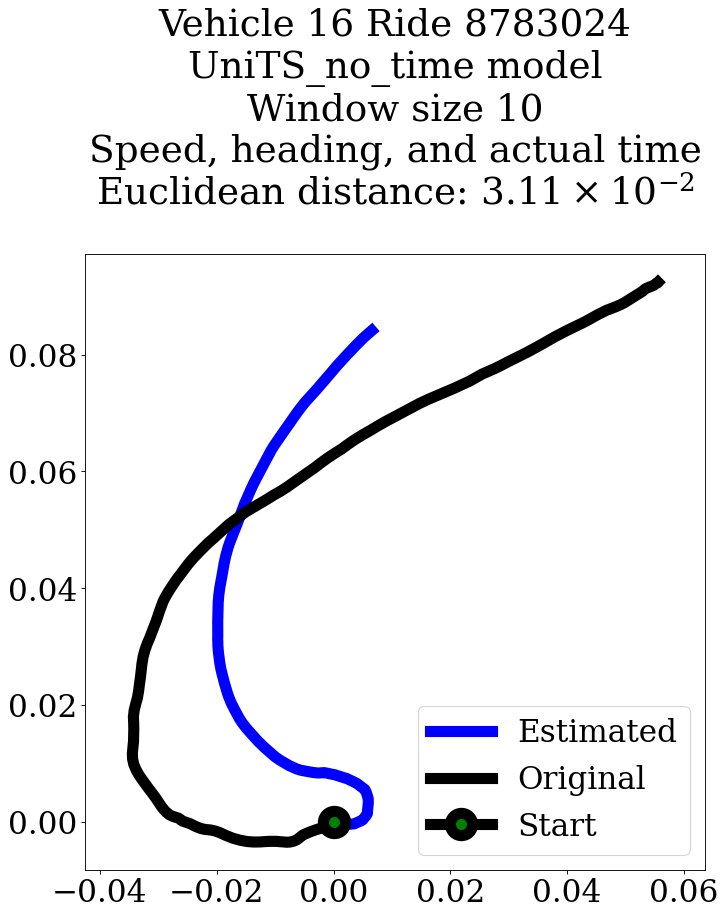 Vehicle 16 Ride 8783024
UniTS_no_time model
Window size 10
Speed, heading, and actual time
Euclidean distance: 3.11 × 10⁻²
0.08
0.06
0.04
0.02
0.00
Estimated
Original
Start
−0.04 −0.02 0.00 0.02 0.04 0.06